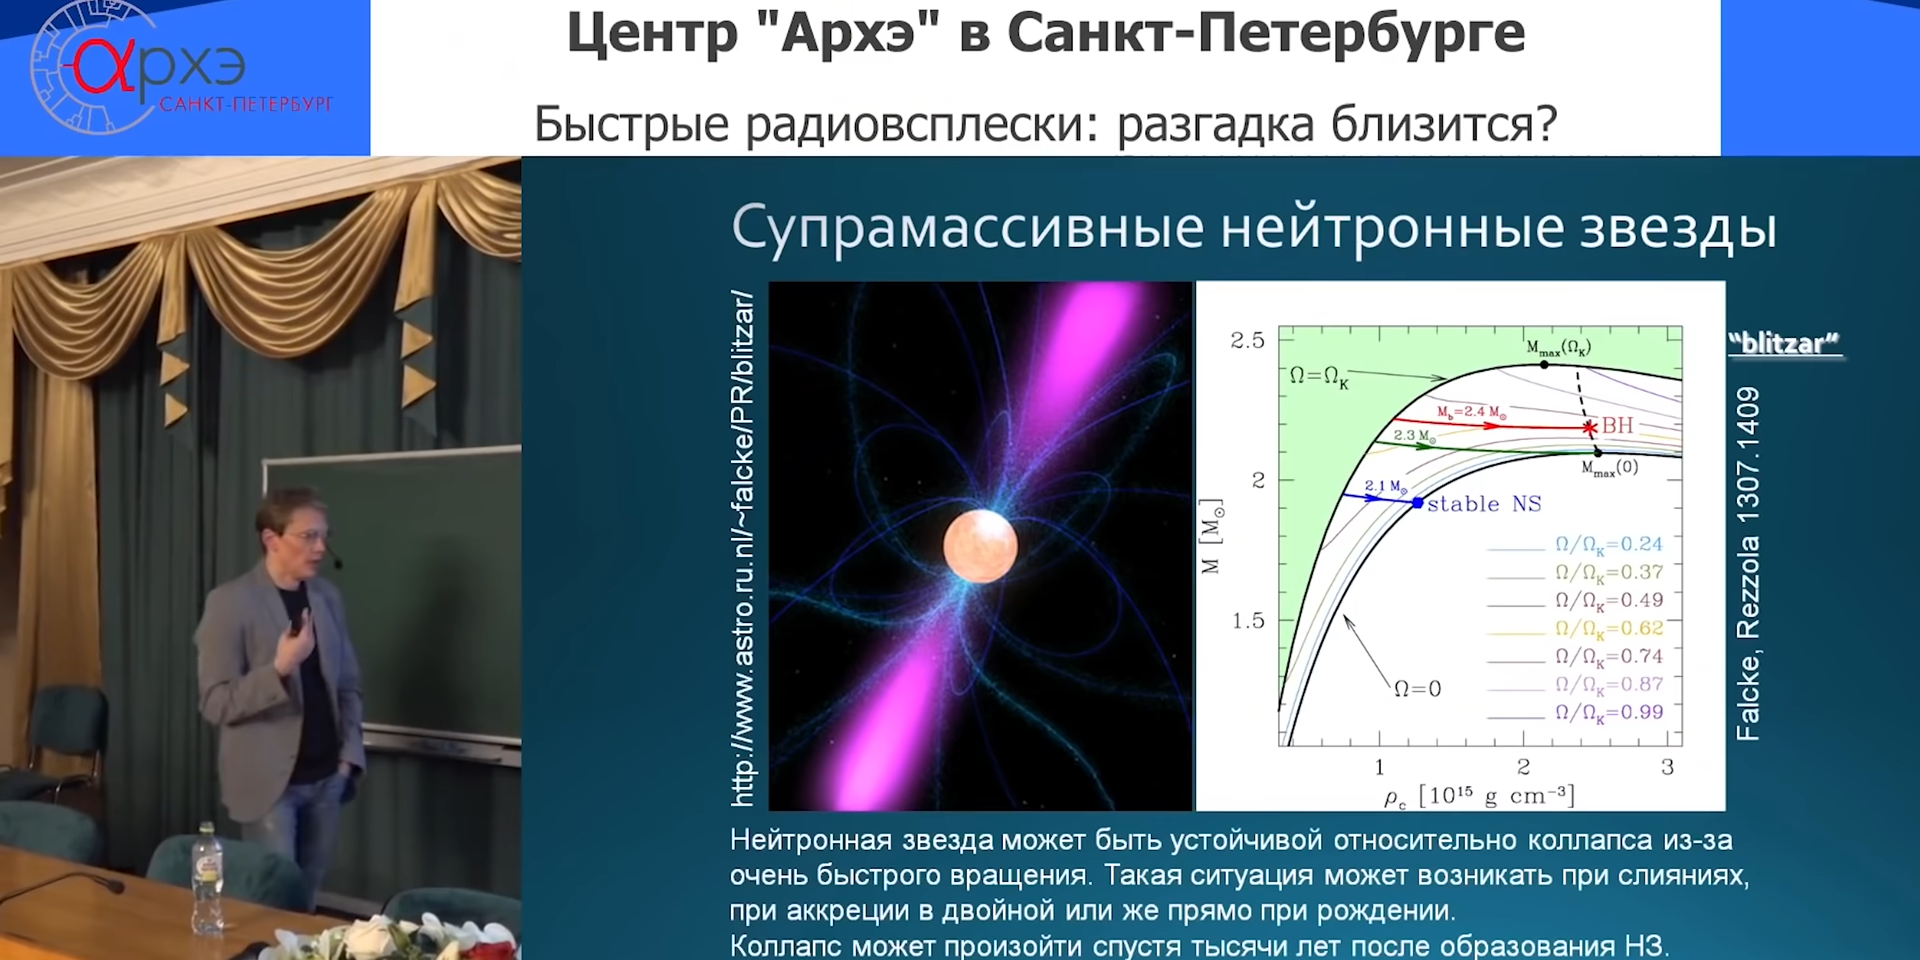 архэ
САНКТ-ПЕТЕРБУРГ
Центр "Архэ" в Санкт-Петербурге
Быстрые радиовсплески: разгадка близится?
Супрамассивные нейтронные звезды
http://www.astro.ru.nl/~falcke/PR/blitzar/
2.5
2
1.5
M [M⊙]
Mmax(ΩK)
Ω=ΩK
Mb=2.4 M⊙
BH
2.3 M⊙
Mmax(0)
2.1 M⊙
stable NS
Ω/ΩK=0.24
Ω/ΩK=0.37
Ω/ΩK=0.49
Ω/ΩK=0.62
Ω/ΩK=0.74
Ω/ΩK=0.87
Ω/ΩK=0.99
Ω=0
1 2 3
ρc [10¹⁵ g cm⁻³]
"blitzar"
Falcke, Rezzola 1307.1409
Нейтронная звезда может быть устойчивой относительно коллапса из-за
очень быстрого вращения. Такая ситуация может возникать при слияниях,
при аккреции в двойной или же прямо при рождении.
Коллапс может произойти спустя тысячи лет после образования НЗ.